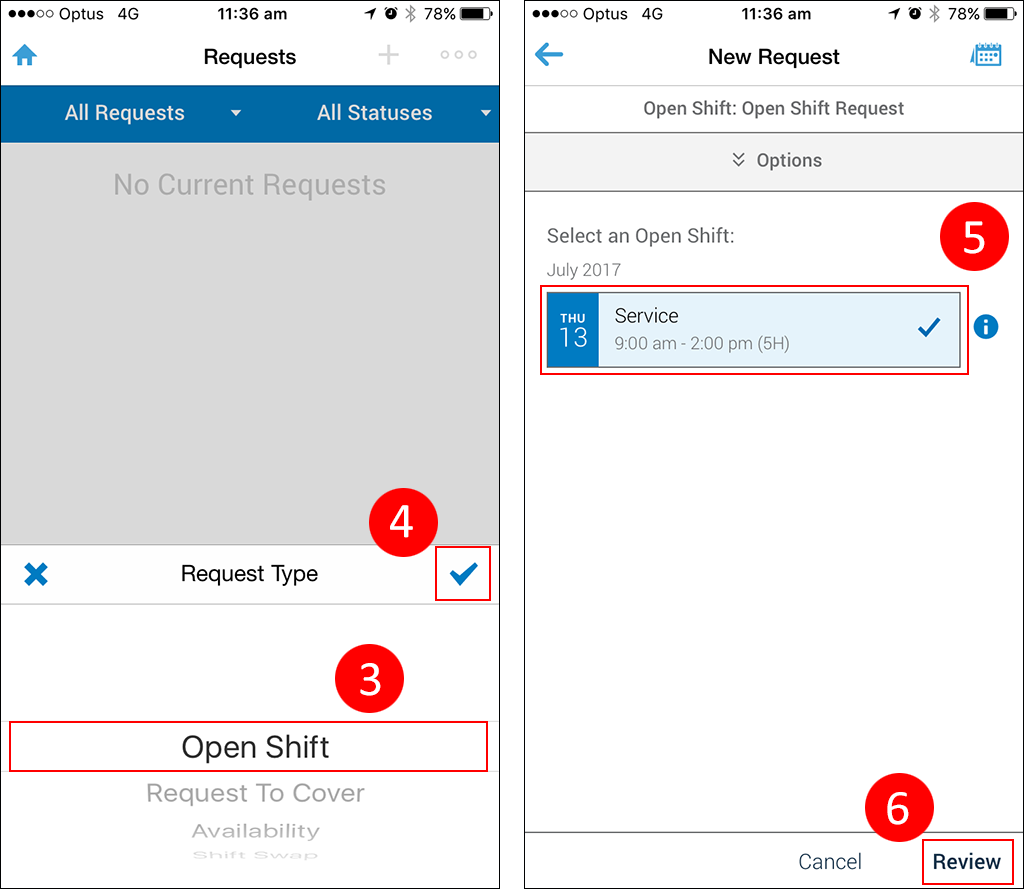 Optus 4G 11:36 am 78%
Requests
All Requests All Statuses
No Current Requests
4
Request Type
3
Open Shift
Request To Cover
Availability
Shift Swap
Optus 4G 11:36 am 78%
New Request
Open Shift: Open Shift Request
Options
5
Select an Open Shift:
July 2017
THU
13
Service
9:00 am - 2:00 pm (5H)
6
Cancel Review